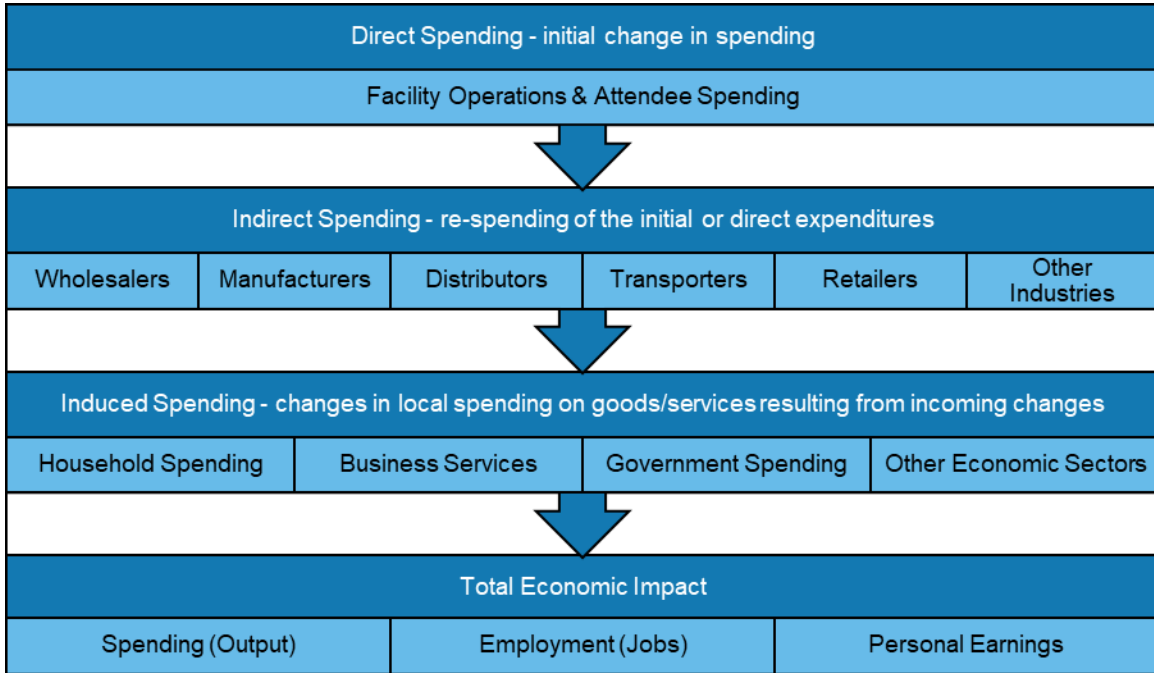 Direct Spending - initial change in spending
Facility Operations & Attendee Spending
Indirect Spending - re-spending of the initial or direct expenditures
Wholesalers
Manufacturers
Distributors
Transporters
Retailers
Other
Industries
Induced Spending - changes in local spending on goods/services resulting from incoming changes
Household Spending
Business Services
Government Spending
Other Economic Sectors
Total Economic Impact
Spending (Output)
Employment (Jobs)
Personal Earnings